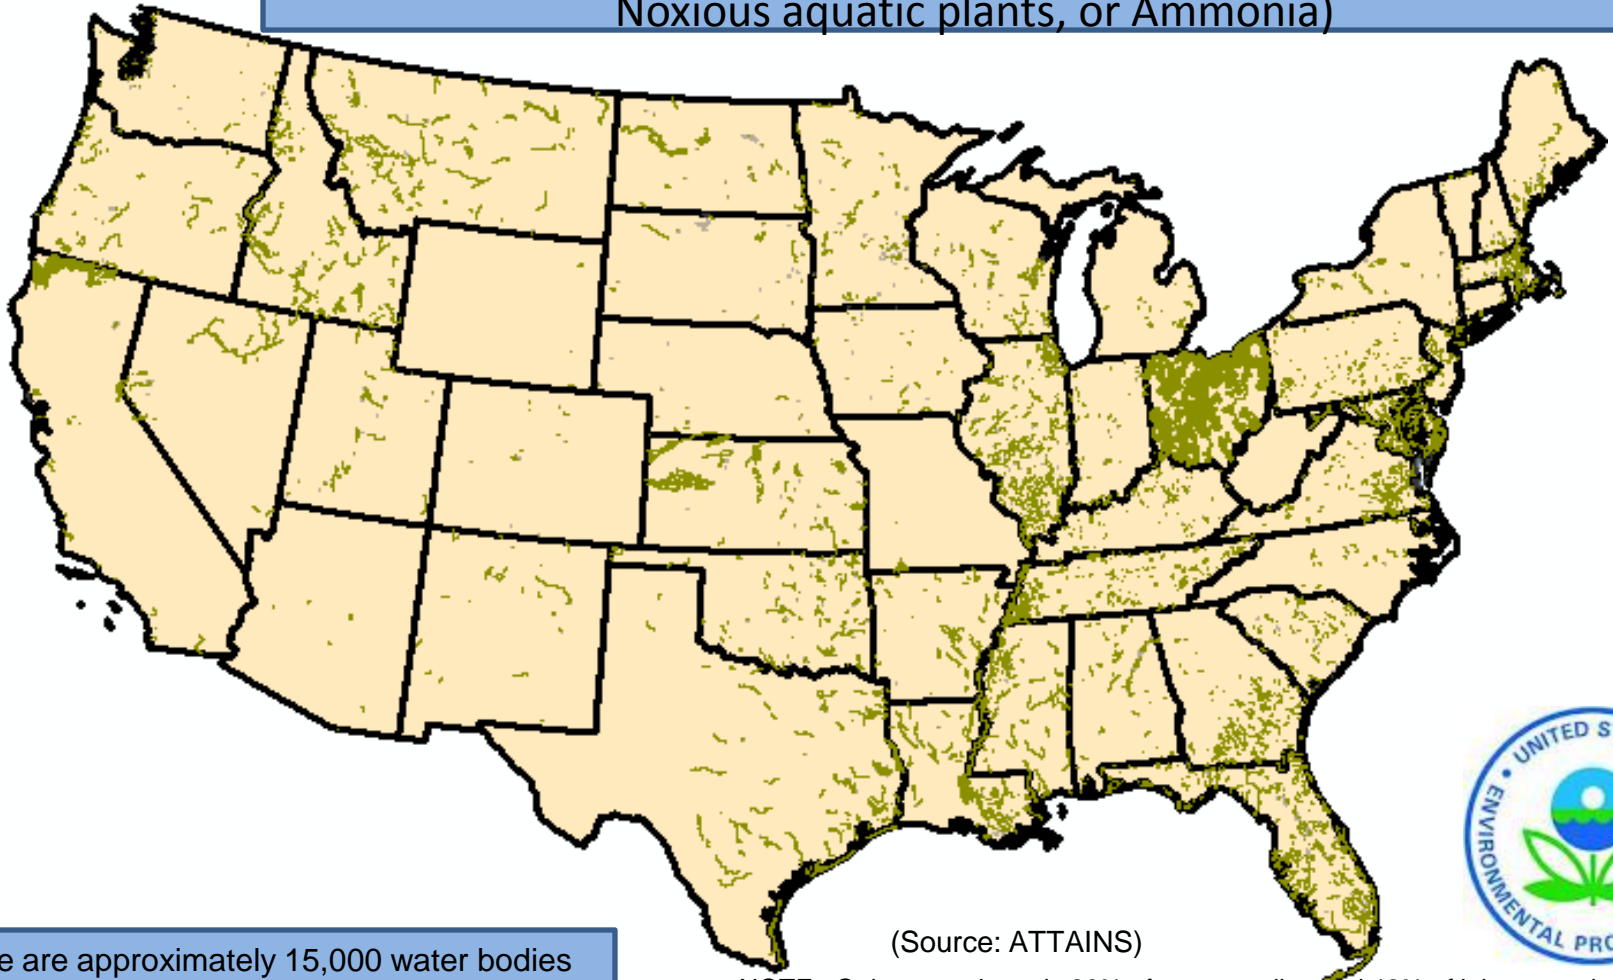 Noxious aquatic plants, or Ammonia)
UNITED S
ENVIRONMENTAL PRO
(Source: ATTAINS)
e are approximately 15,000 water bodies